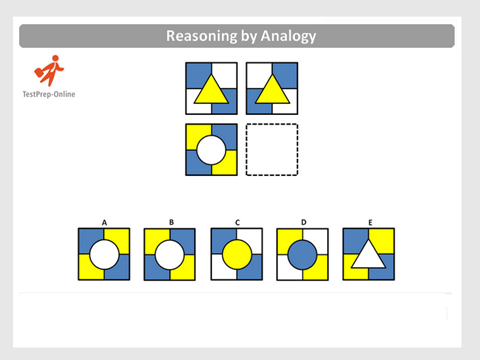 Reasoning by Analogy
TestPrep-Online
A B C D E